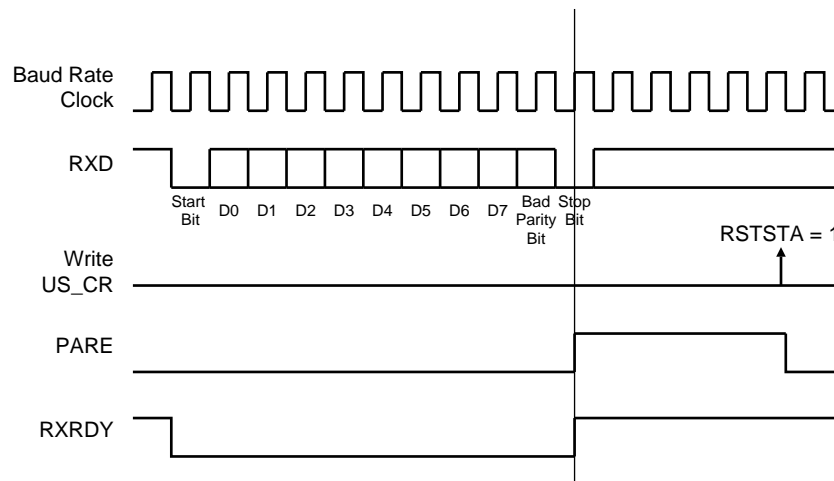 Baud Rate
Clock
RXD
Start
Bit
D0
D1
D2
D3
D4
D5
D6
D7
Bad
Parity
Bit
Stop
Bit
RSTSTA = 1
Write
US_CR
PARE
RXRDY